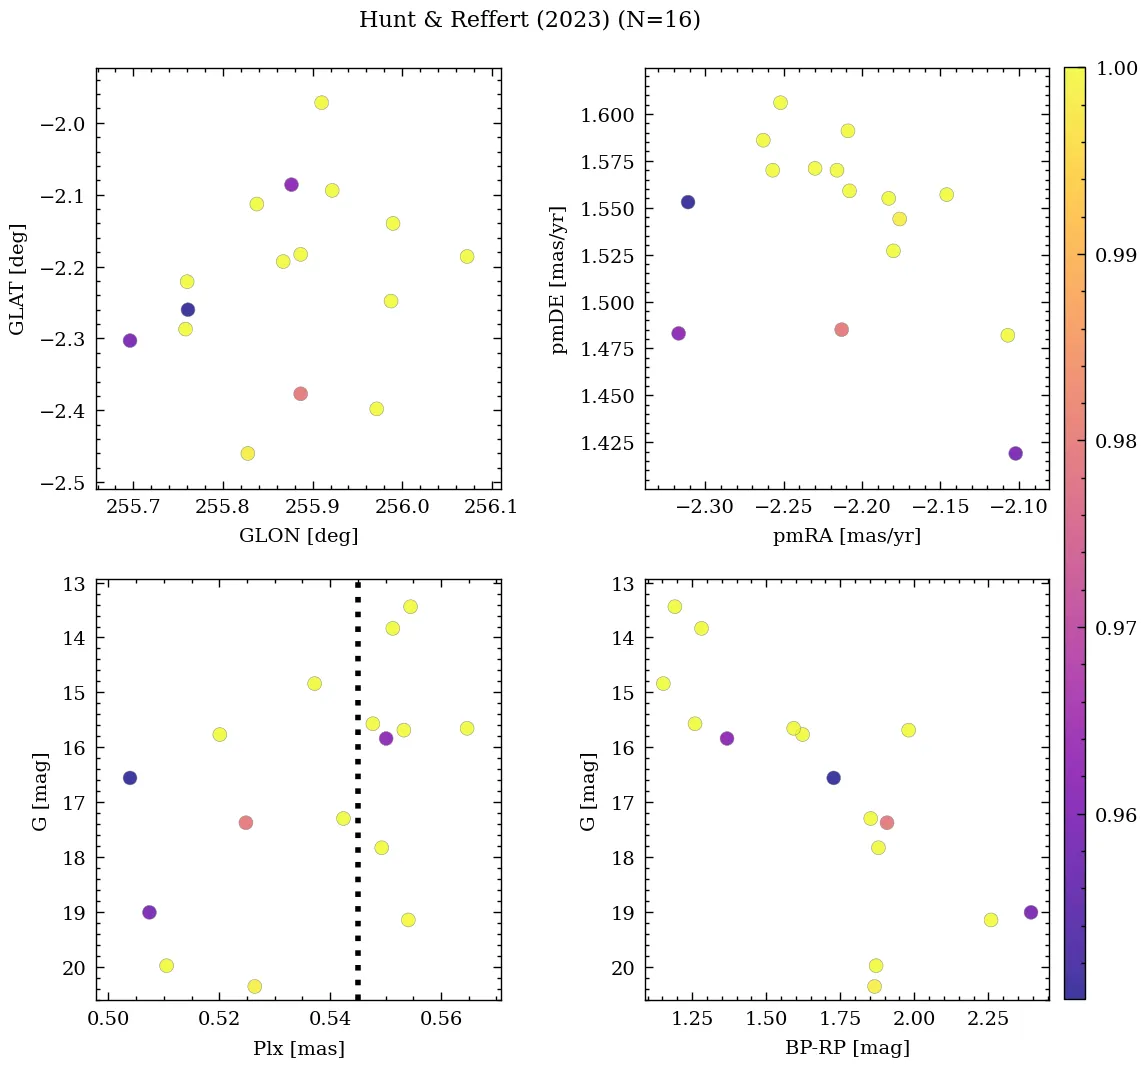 Hunt & Reffert (2023) (N=16)
−2.0
−2.1
−2.2
−2.3
−2.4
−2.5
GLAT [deg]
255.7 255.8 255.9 256.0 256.1
GLON [deg]
1.600
1.575
1.550
1.525
1.500
1.475
1.450
1.425
pmDE [mas/yr]
−2.30 −2.25 −2.20 −2.15 −2.10
pmRA [mas/yr]
1.00
0.99
0.98
0.97
0.96
13
14
15
16
17
18
19
20
G [mag]
0.50 0.52 0.54 0.56
Plx [mas]
13
14
15
16
17
18
19
20
G [mag]
1.25 1.50 1.75 2.00 2.25
BP-RP [mag]